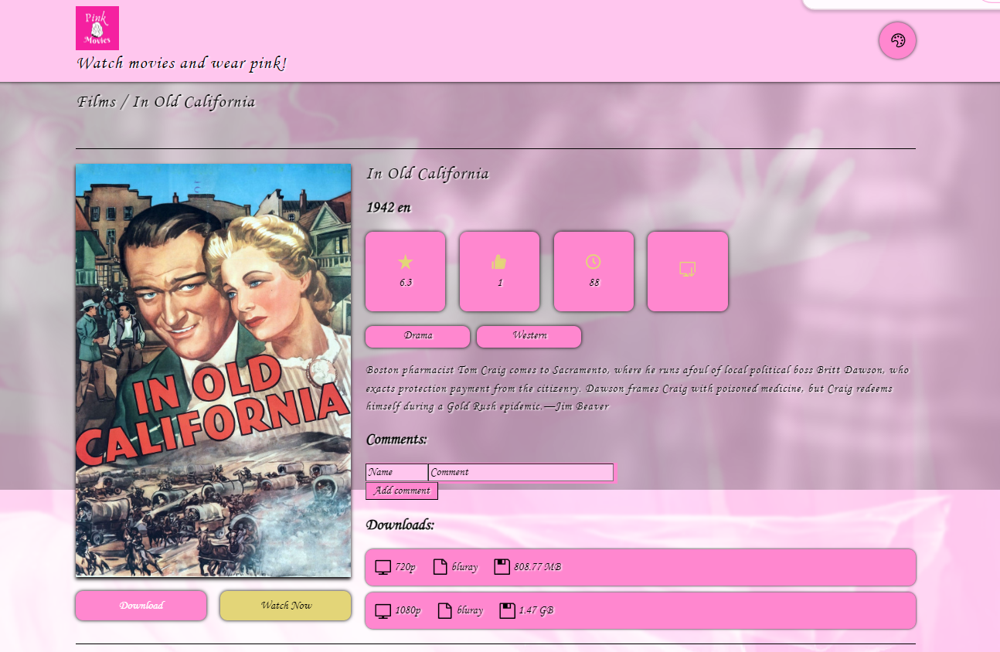 Pink
Movies
Watch movies and wear pink!
Films / In Old California
In Old California
1942 en
6.3
1
88
Drama
Western
Boston pharmacist Tom Craig comes to Sacramento, where he runs afoul of local political boss Britt Dawson, who
exacts protection payment from the citizenry. Dawson frames Craig with poisoned medicine, but Craig redeems
himself during a Gold Rush epidemic.—Jim Beaver
IN OLD
CALIFORNIA
Comments:
Name
Comment
Add comment
Downloads:
720p bluray 808.77 MB
1080p bluray 1.47 GB
Download
Watch Now